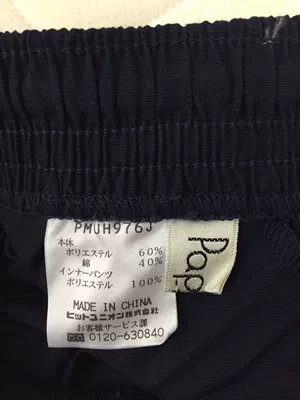 PMUH976J
本体
ポリエステル 60%
綿 40%
インナーパンツ
ポリエステル 100%
MADE IN CHINA
ヒットユニオン株式会社
お客様サービス課
0120-630840
Pap